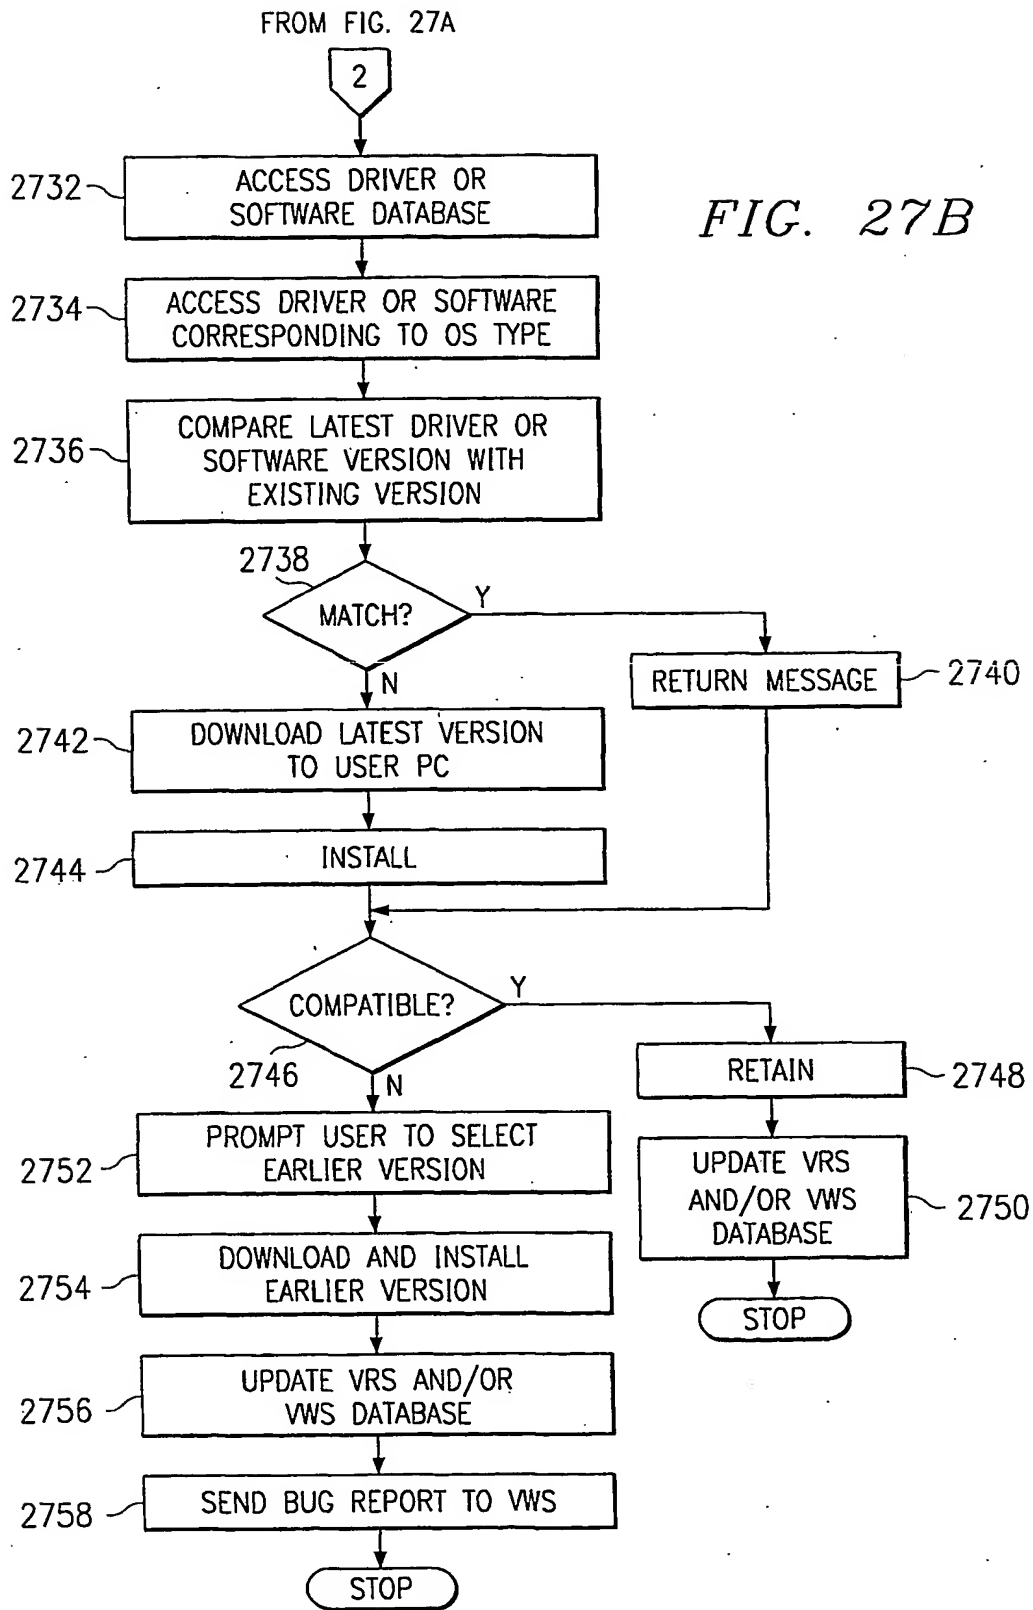 FROM FIG. 27A
2
2732
ACCESS DRIVER OR
SOFTWARE DATABASE
FIG. 27B
2734
ACCESS DRIVER OR SOFTWARE
CORRESPONDING TO OS TYPE
2736
COMPARE LATEST DRIVER OR
SOFTWARE VERSION WITH
EXISTING VERSION
2738
MATCH?
Y
N
RETURN MESSAGE
2740
2742
DOWNLOAD LATEST VERSION
TO USER PC
2744
INSTALL
COMPATIBLE?
Y
2746
N
RETAIN
2748
2752
PROMPT USER TO SELECT
EARLIER VERSION
UPDATE VRS
AND/OR VWS
DATABASE
2750
STOP
2754
DOWNLOAD AND INSTALL
EARLIER VERSION
2756
UPDATE VRS AND/OR
VWS DATABASE
2758
SEND BUG REPORT TO VWS
STOP